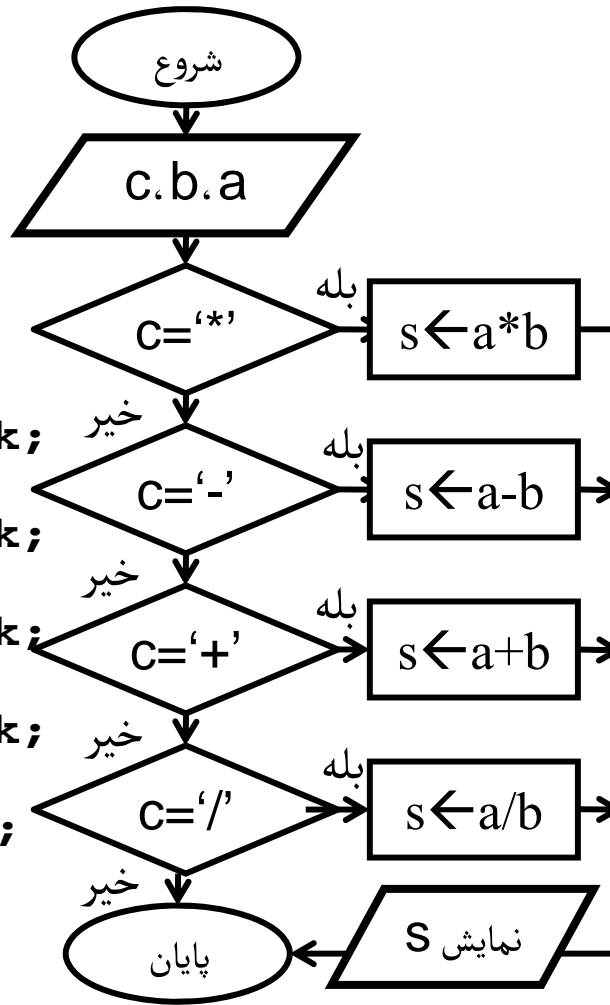 شروع
c، b، a
بله
c=‘*’
s←a*b
خیر
k;
بله
c=‘-’
s←a-b
k;
خیر
بله
k;
c=‘+’
s←a+b
خیر
k;
بله
c=‘/’
s←a/b
;
خیر
نمایش s
پایان